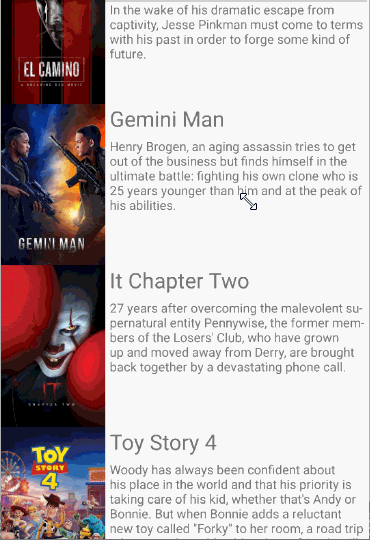 In the wake of his dramatic escape from
captivity, Jesse Pinkman must come to terms
with his past in order to forge some kind of
future.
EL CAMINO
A BREAKING BAD MOVIE
Gemini Man
Henry Brogen, an aging assassin tries to get
out of the business but finds himself in the
ultimate battle: fighting his own clone who is
25 years younger than him and at the peak of
his abilities.
GEMINI MAN
It Chapter Two
27 years after overcoming the malevolent su-
pernatural entity Pennywise, the former mem-
bers of the Losers' Club, who have grown
up and moved away from Derry, are brought
back together by a devastating phone call.
IT
CHAPTER TWO
Toy Story 4
TOY
STORY
4
Woody has always been confident about
his place in the world and that his priority is
taking care of his kid, whether that's Andy or
Bonnie. But when Bonnie adds a reluctant
new toy called "Forky" to her room, a road trip